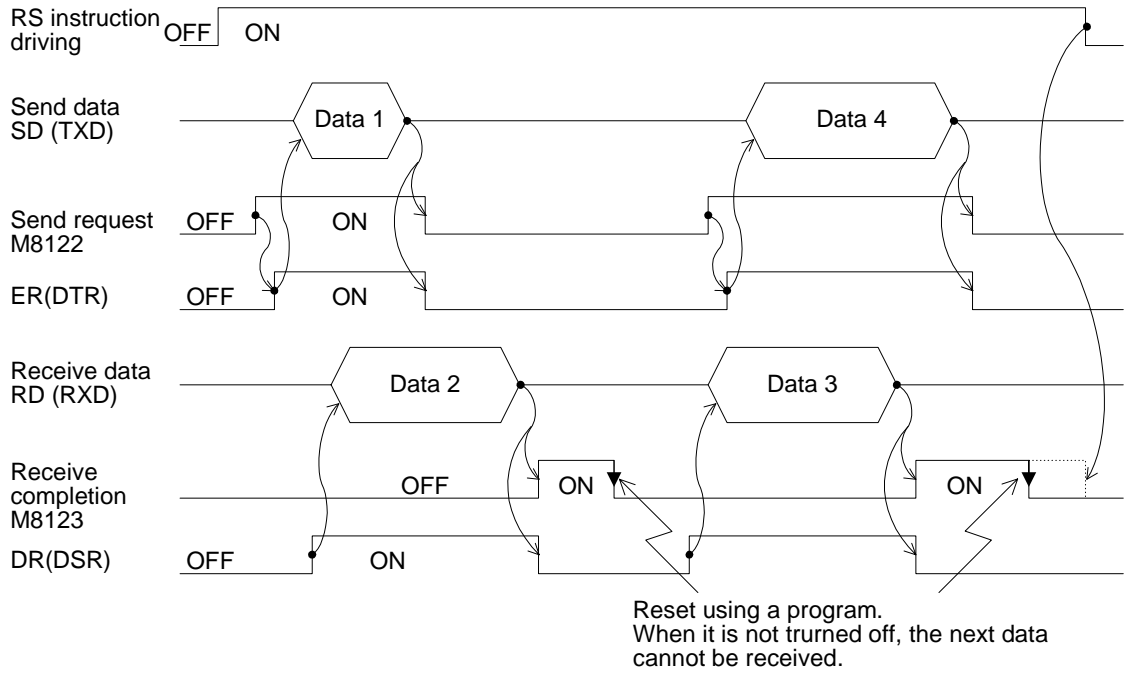 RS instruction
driving
OFF
ON
Send data
SD (TXD)
Data 1
Data 4
Send request
M8122
OFF
ON
ER(DTR)
OFF
ON
Receive data
RD (RXD)
Data 2
Data 3
Receive
completion
M8123
OFF
ON
ON
DR(DSR)
OFF
ON
Reset using a program.
When it is not trurned off, the next data
cannot be received.